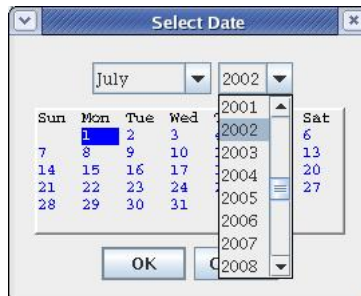 Select Date
July 2002
2001
2002
2003
2004
2005
2006
2007
2008
Sun Mon Tue Wed Sat
1 2 3 6
7 8 9 10 13
14 15 16 17 20
21 22 23 24 27
28 29 30 31
OK